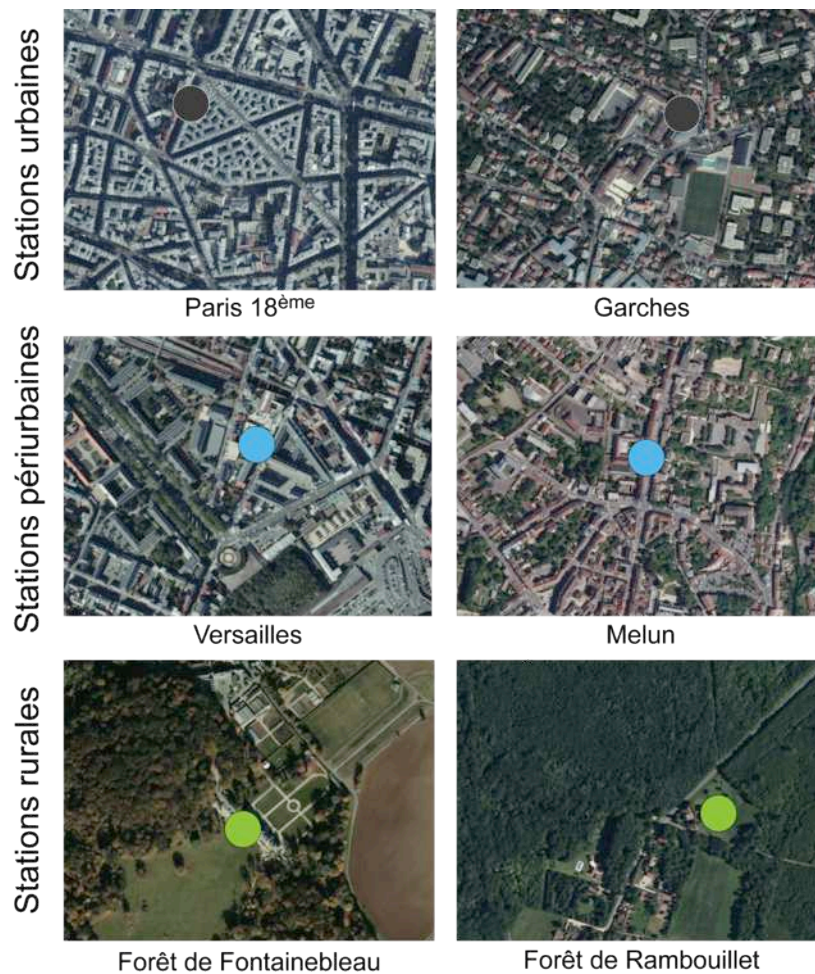 Stations urbaines
Paris 18ème
Garches
Stations périurbaines
Versailles
Melun
Stations rurales
Forêt de Fontainebleau
Forêt de Rambouillet